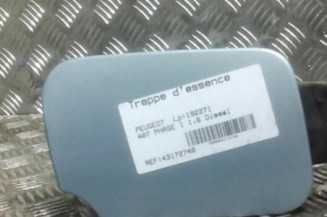 Trappe d'essence
PEUGEOT Lp:192271
407 PHASE 1 1.6 Diesel
REF:43172746